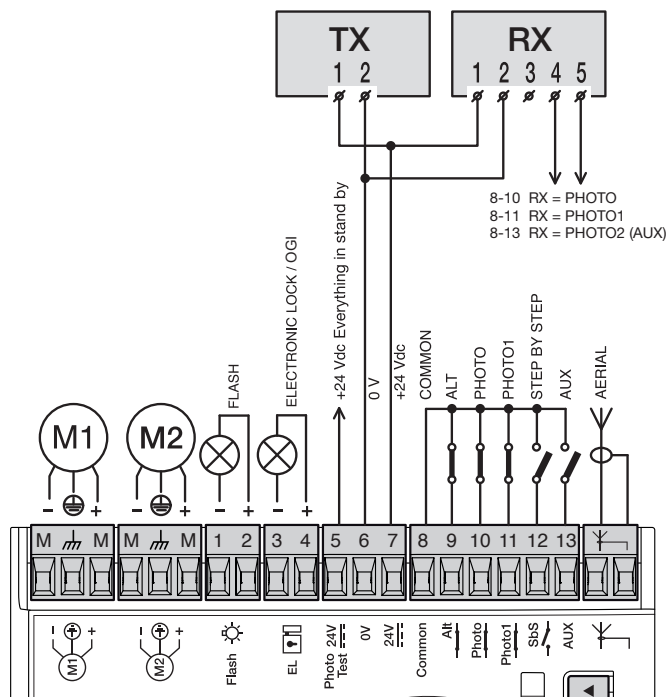 TX
1 2
RX
1 2 3 4 5
8-10 RX = PHOTO
8-11 RX = PHOTO1
8-13 RX = PHOTO2 (AUX)
FLASH
ELECTRONIC LOCK / OGI
+24 Vdc Everything in stand by
0 V
+24 Vdc
COMMON
ALT
PHOTO
PHOTO1
STEP BY STEP
AUX
AERIAL
M1
M2
- +
- +
- +
- +
M M
M M
1 2
3 4
5 6 7
8 9 10 11 12 13
- +
M1
- +
M2
Flash
EL
Photo 24V
Test
0V
24V
Common
Alt
Photo
Photo1
SbS
AUX